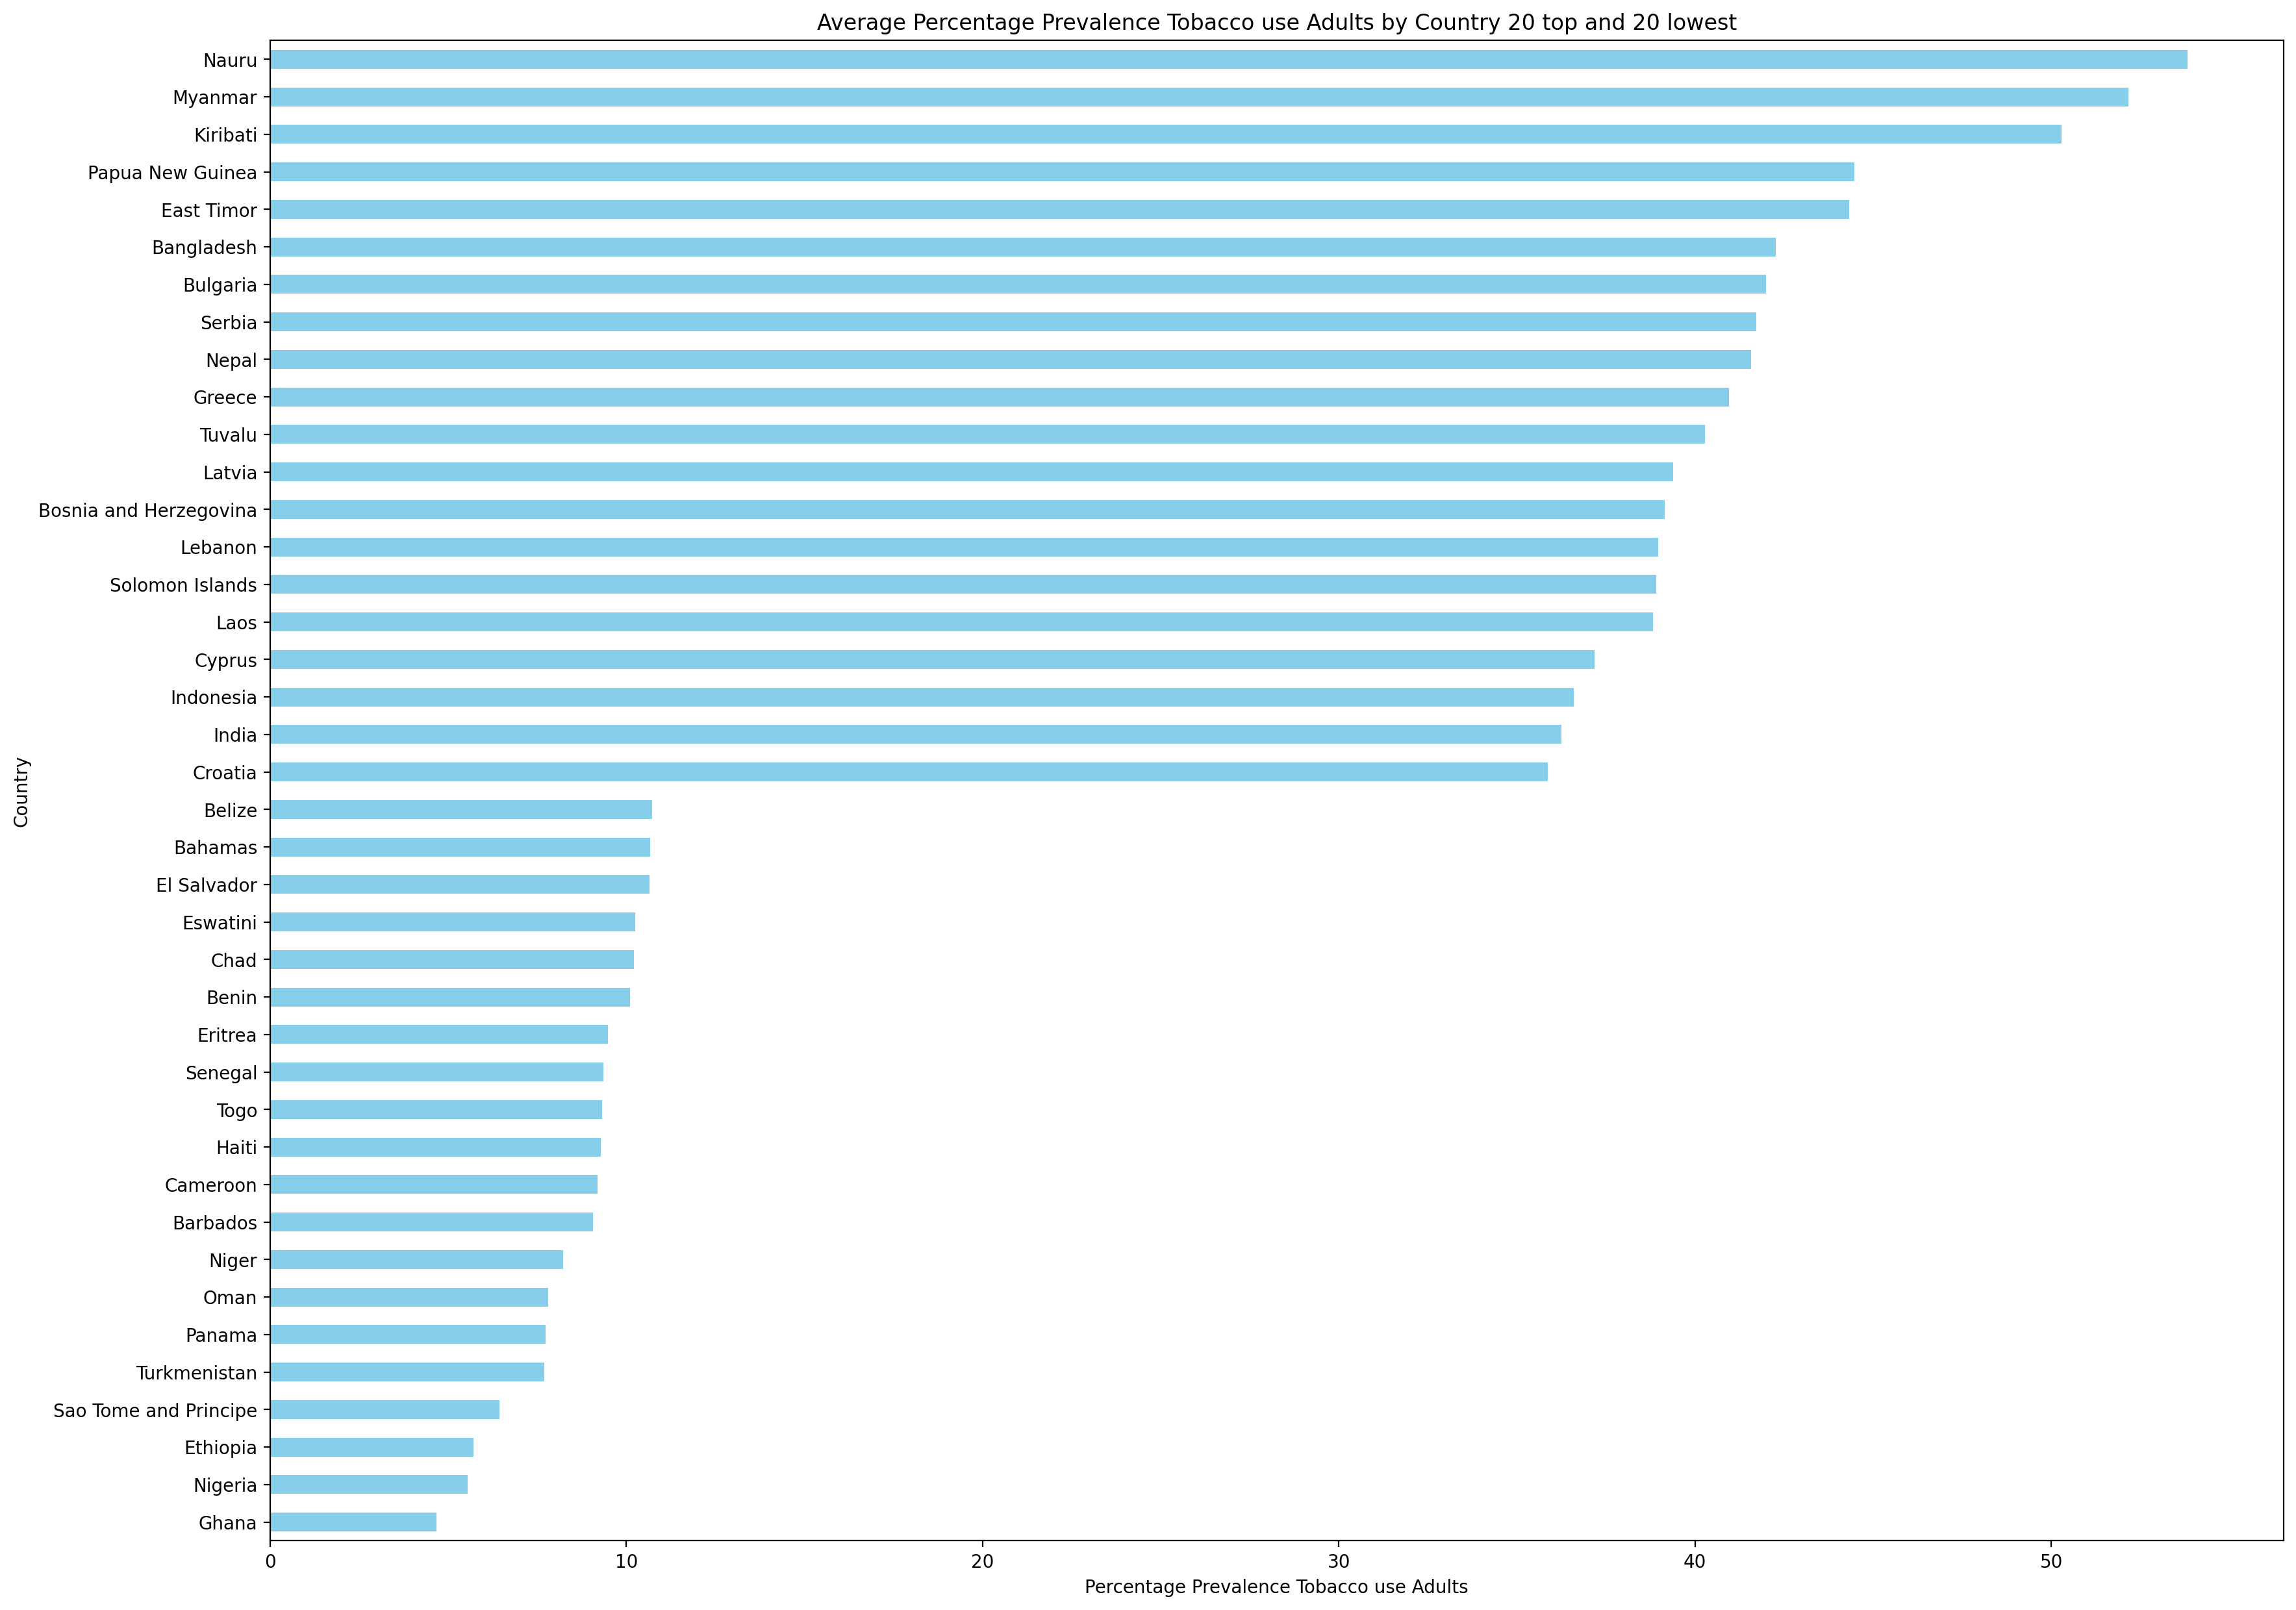 Average Percentage Prevalence Tobacco use Adults by Country 20 top and 20 lowest
Country
Nauru
Myanmar
Kiribati
Papua New Guinea
East Timor
Bangladesh
Bulgaria
Serbia
Nepal
Greece
Tuvalu
Latvia
Bosnia and Herzegovina
Lebanon
Solomon Islands
Laos
Cyprus
Indonesia
India
Croatia
Belize
Bahamas
El Salvador
Eswatini
Chad
Benin
Eritrea
Senegal
Togo
Haiti
Cameroon
Barbados
Niger
Oman
Panama
Turkmenistan
Sao Tome and Principe
Ethiopia
Nigeria
Ghana
0 10 20 30 40 50
Percentage Prevalence Tobacco use Adults